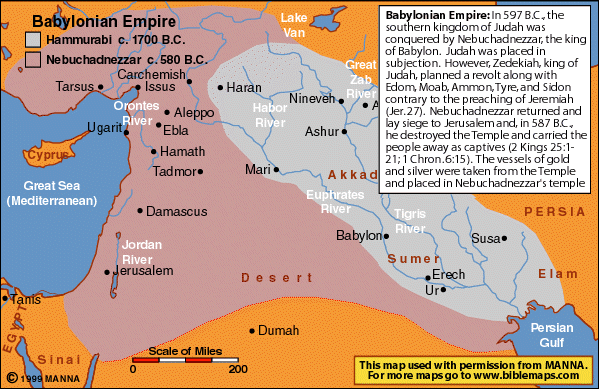 Babylonian Empire
Hammurabi c. 1700 B.C.
Nebuchadnezzar c. 580 B.C.
Babylonian Empire: In 597 B.C., the
southern kingdom of Judah was
conquered by Nebuchadnezzar, the king
of Babylon. Judah was placed in
subjection. However, Zedekiah, king of
Judah, planned a revolt along with
Edom, Moab, Ammon, Tyre, and Sidon
contrary to the preaching of Jeremiah
(Jer. 27). Nebuchadnezzar returned and
lay siege to Jerusalem and, in 587 B.C.,
he destroyed the Temple and carried the
people away as captives (2 Kings 25:1-
21; 1 Chron. 6:15). The vessels of gold
and silver were taken from the Temple
and placed in Nebuchadnezzar's temple
Lake
Van
Carchemish
Tarsus
Issus
Haran
Great
Zab
River
Nineveh
A
Orontes
River
Aleppo
Habor
River
Ugarit
Ebla
Ashur
Cyprus
Hamath
Tadmor
Mari
Akkad
Great Sea
(Mediterranean)
Euphrates
River
Damascus
Tigris
River
PERSIA
Babylon
Susa
Jordan
River
Sumer
Jerusalem
Desert
Erech
Elam
Ur
Tanis
EGYPT
Dumah
Persian
Gulf
Sinai
Scale of Miles
0
200
© 1999 MANNA
This map used with permission from MANNA.
For more maps go to www.biblemaps.com